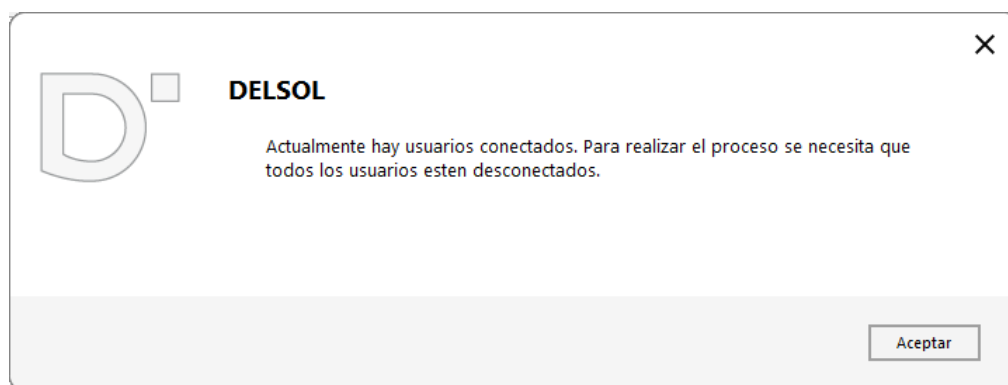 DELSOL
Actualmente hay usuarios conectados. Para realizar el proceso se necesita que
todos los usuarios esten desconectados.
Aceptar